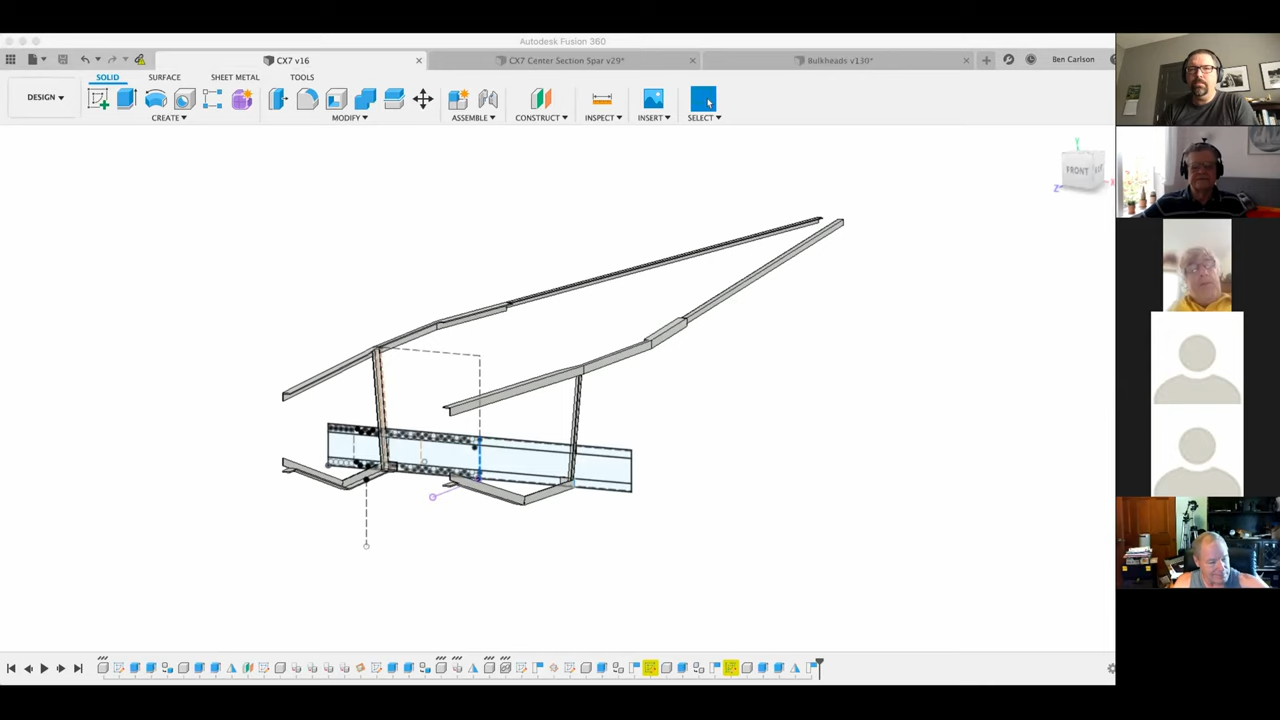 Autodesk Fusion 360
CX7 v16
CX7 Center Section Spar v29*
Bulkheads v130*
Ben Carlson
SOLID
SURFACE
SHEET METAL
TOOLS
DESIGN
CREATE
MODIFY
ASSEMBLE
CONSTRUCT
INSPECT
INSERT
SELECT
Y
FRONT
Z
X